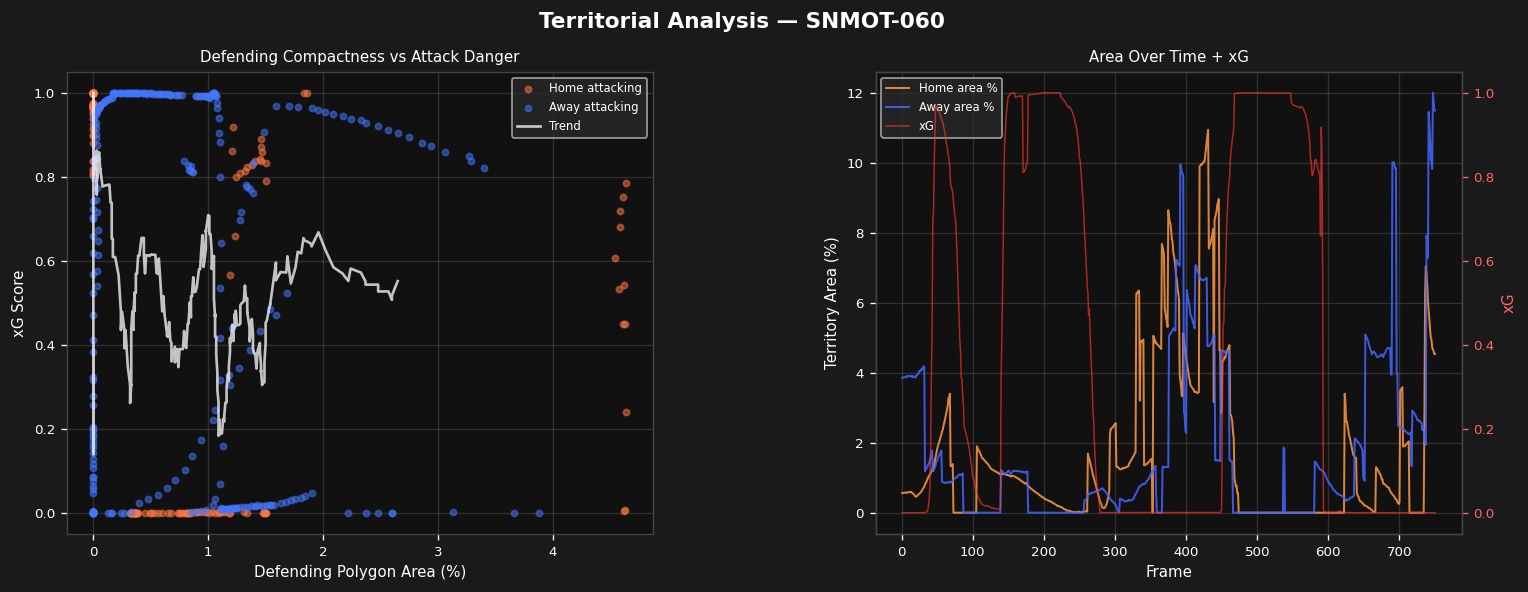 Territorial Analysis — SNMOT-060
Defending Compactness vs Attack Danger
Home attacking
Away attacking
Trend
xG Score
1.0
0.8
0.6
0.4
0.2
0.0
0
1
2
3
4
Defending Polygon Area (%)
Area Over Time + xG
Home area %
Away area %
xG
Territory Area (%)
12
10
8
6
4
2
0
1.0
0.8
0.6
0.4
0.2
0.0
xG
0
100
200
300
400
500
600
700
Frame